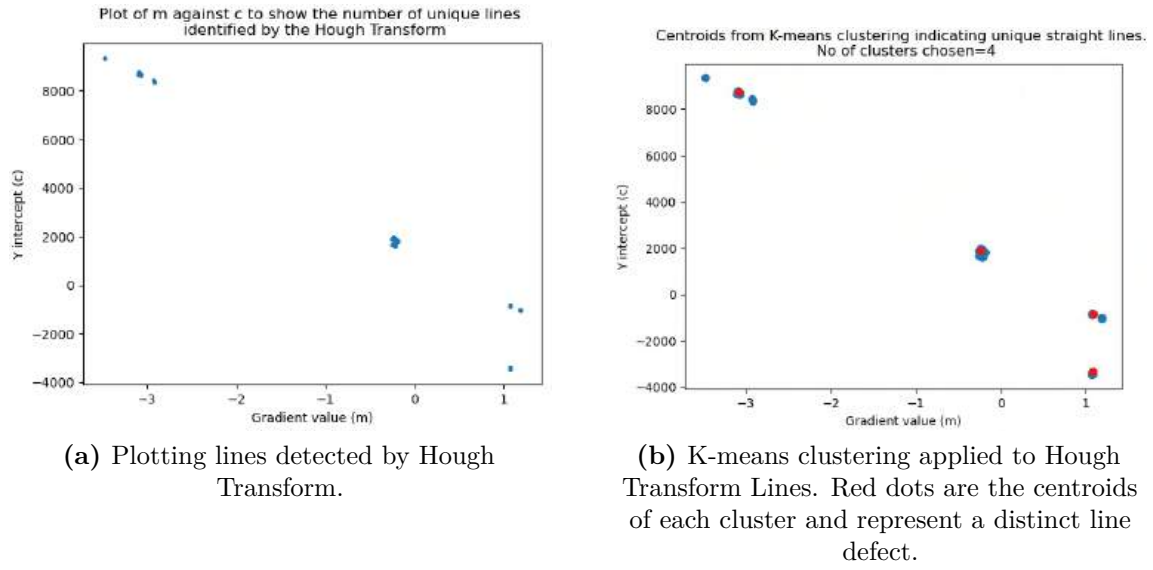 Plot of m against c to show the number of unique lines
identified by the Hough Transform
8000
6000
4000
2000
0
−2000
−4000
Y intercept (c)
−3
−2
−1
0
1
Gradient value (m)
(a) Plotting lines detected by Hough
Transform.
Centroids from K-means clustering indicating unique straight lines.
No of clusters chosen=4
8000
6000
4000
2000
0
−2000
−4000
Y intercept (c)
−3
−2
−1
0
1
Gradient value (m)
(b) K-means clustering applied to Hough
Transform Lines. Red dots are the centroids
of each cluster and represent a distinct line
defect.